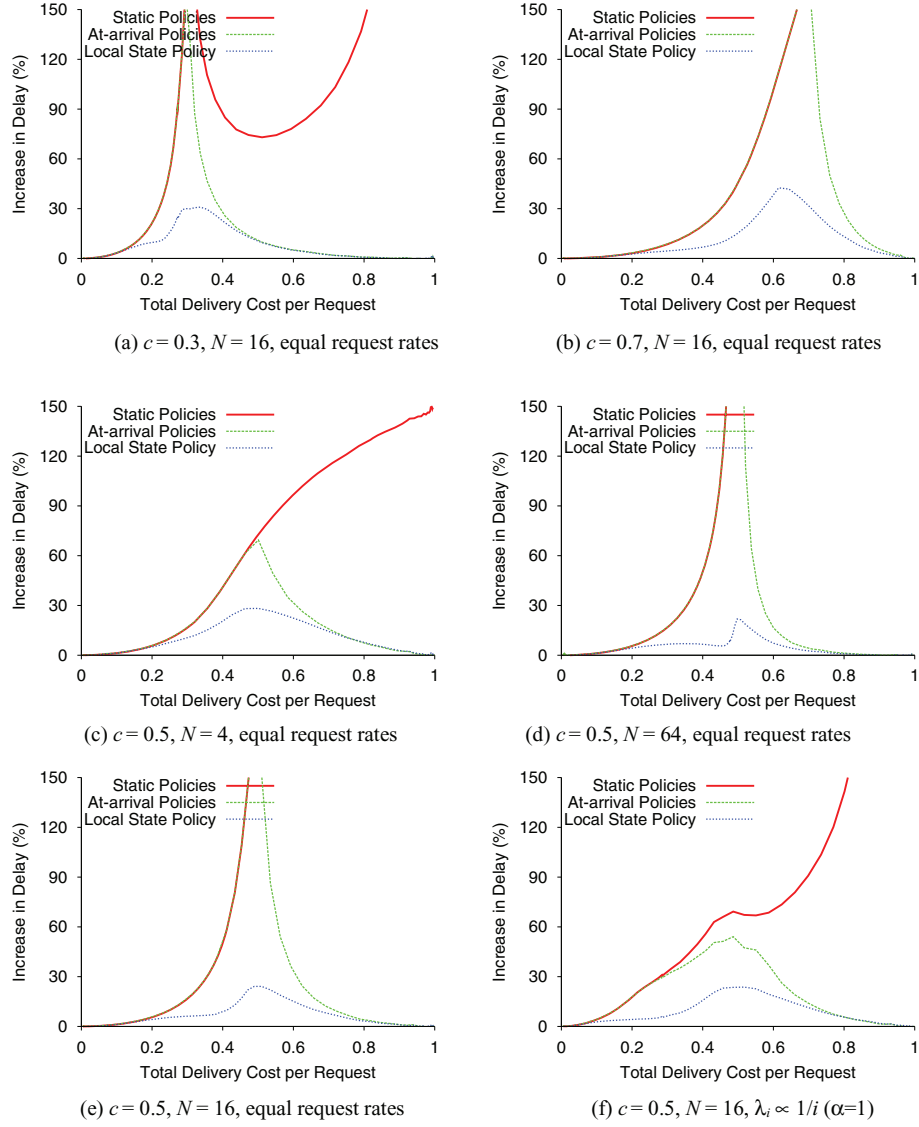 Static Policies
At-arrival Policies
Local State Policy
Increase in Delay (%)
150
120
90
60
30
0
0 0.2 0.4 0.6 0.8 1
Total Delivery Cost per Request
(a) c = 0.3, N = 16, equal request rates
Static Policies
At-arrival Policies
Local State Policy
Increase in Delay (%)
150
120
90
60
30
0
0 0.2 0.4 0.6 0.8 1
Total Delivery Cost per Request
(b) c = 0.7, N = 16, equal request rates
Static Policies
At-arrival Policies
Local State Policy
Increase in Delay (%)
150
120
90
60
30
0
0 0.2 0.4 0.6 0.8 1
Total Delivery Cost per Request
(c) c = 0.5, N = 4, equal request rates
Static Policies
At-arrival Policies
Local State Policy
Increase in Delay (%)
150
120
90
60
30
0
0 0.2 0.4 0.6 0.8 1
Total Delivery Cost per Request
(d) c = 0.5, N = 64, equal request rates
Static Policies
At-arrival Policies
Local State Policy
Increase in Delay (%)
150
120
90
60
30
0
0 0.2 0.4 0.6 0.8 1
Total Delivery Cost per Request
(e) c = 0.5, N = 16, equal request rates
Static Policies
At-arrival Policies
Local State Policy
Increase in Delay (%)
150
120
90
60
30
0
0 0.2 0.4 0.6 0.8 1
Total Delivery Cost per Request
(f) c = 0.5, N = 16, λi ∝ 1/i (α=1)